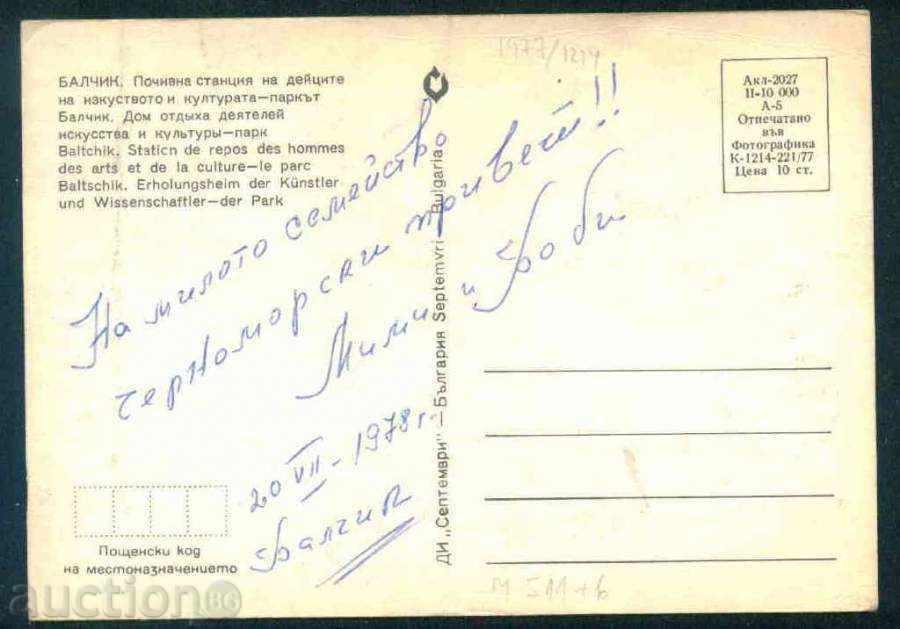 БАЛЧИК. Почивна станция на дейците
на изкуството и културата—паркът
Балчик. Дом отдыха деятелей
искусства и культуры—парк
Baltchik. Station de repos des hommes
des arts et de la culture—le parc
Baltschik. Erholungsheim der Künstler
und Wissenschaftler—der Park
1977/1214
Акл-2027
II-10 000
А-5
Отпечатано
във
Фотографика
К-1214-221/77
Цена 10 ст.
На милото семейство
черноморски привет!!
Мими и Боби
20 VII - 1978 г.
Балчик
ДИ „Септември" — България Septemvri - Bulgaria
Пощенски код
на местоназначението
М 511+б
auction86